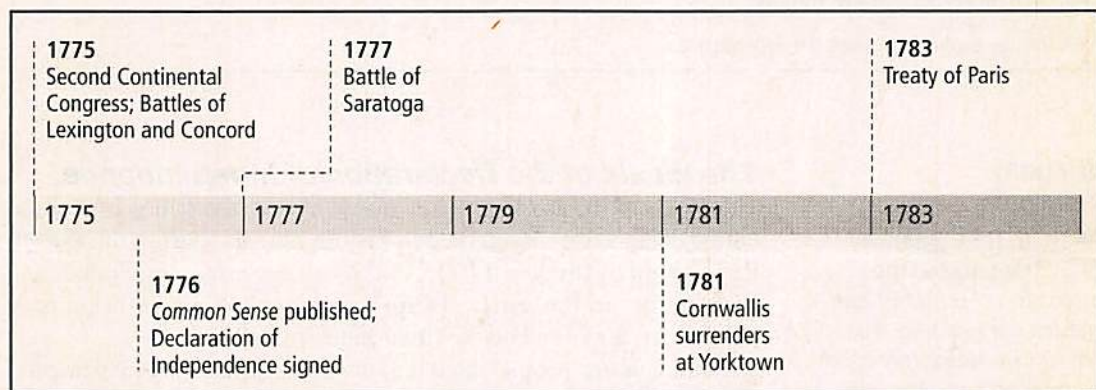 1775
Second Continental
Congress; Battles of
Lexington and Concord
1777
Battle of
Saratoga
1783
Treaty of Paris
1775
1777
1779
1781
1783
1776
Common Sense published;
Declaration of
Independence signed
1781
Cornwallis
surrenders
at Yorktown